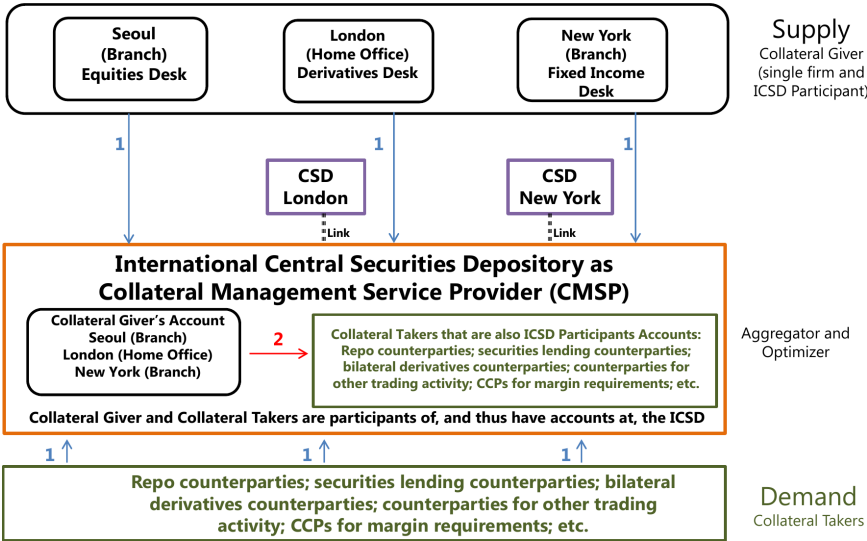 Seoul
(Branch)
Equities Desk
London
(Home Office)
Derivatives Desk
New York
(Branch)
Fixed Income
Desk
Supply
Collateral Giver
(single firm and
ICSD Participant)
1
1
1
CSD
London
CSD
New York
Link
Link
International Central Securities Depository as
Collateral Management Service Provider (CMSP)
Collateral Giver's Account
Seoul (Branch)
London (Home Office)
New York (Branch)
2
Collateral Takers that are also ICSD Participants Accounts:
Repo counterparties; securities lending counterparties;
bilateral derivatives counterparties; counterparties for
other trading activity; CCPs for margin requirements; etc.
Aggregator and
Optimizer
Collateral Giver and Collateral Takers are participants of, and thus have accounts at, the ICSD
1
1
1
Repo counterparties; securities lending counterparties; bilateral
derivatives counterparties; counterparties for other trading
activity; CCPs for margin requirements; etc.
Demand
Collateral Takers